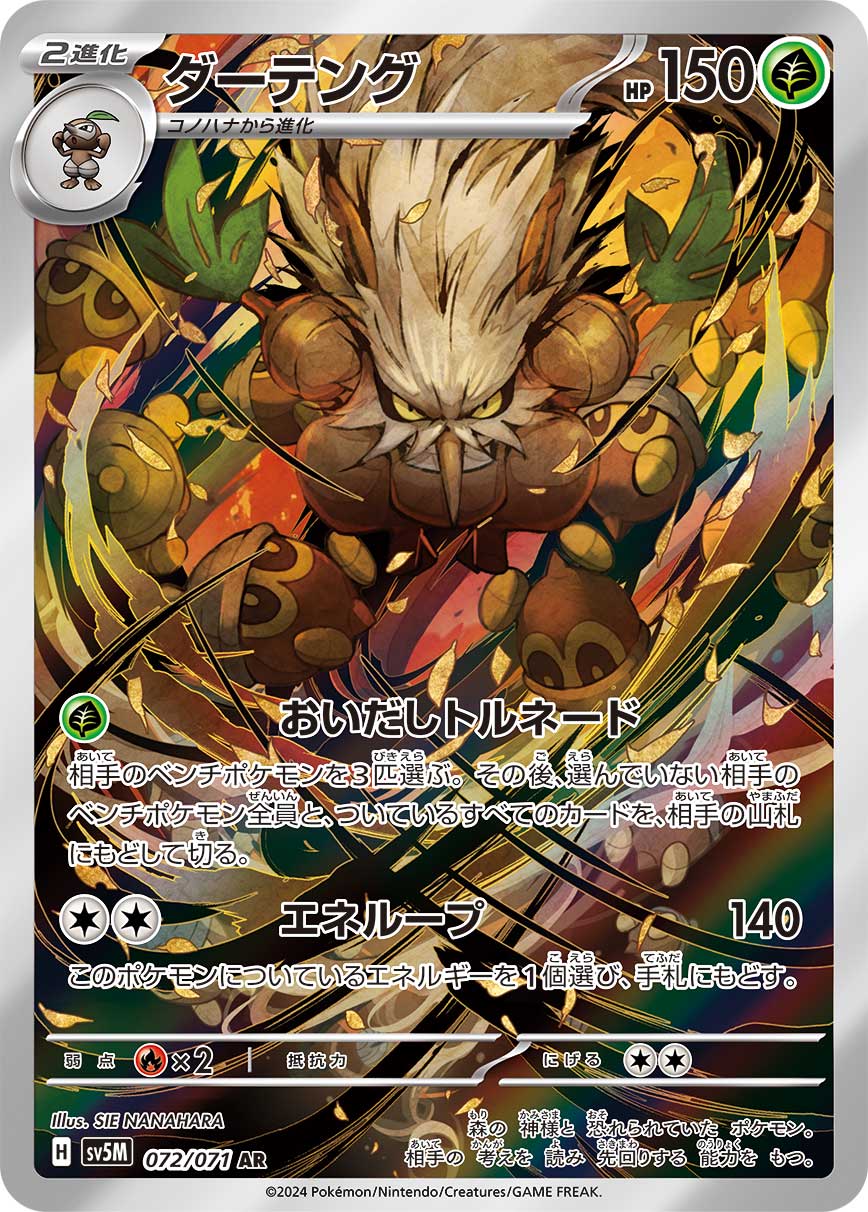 2進化
ダーテング
HP 150
コノハナから進化
おいだしトルネード
相手のベンチポケモンを3匹選ぶ。その後、選んでいない相手の
ベンチポケモン全員と、ついているすべてのカードを、相手の山札
にもどして切る。
エネループ 140
このポケモンについているエネルギーを1個選び、手札にもどす。
弱点 ×2 抵抗力 にげる
Illus. SIE NANAHARA
森の 神様と 恐れられていた ポケモン。
相手の 考えを 読み 先回りする 能力を もつ。
H sv5M 072/071 AR
©2024 Pokémon/Nintendo/Creatures/GAME FREAK.